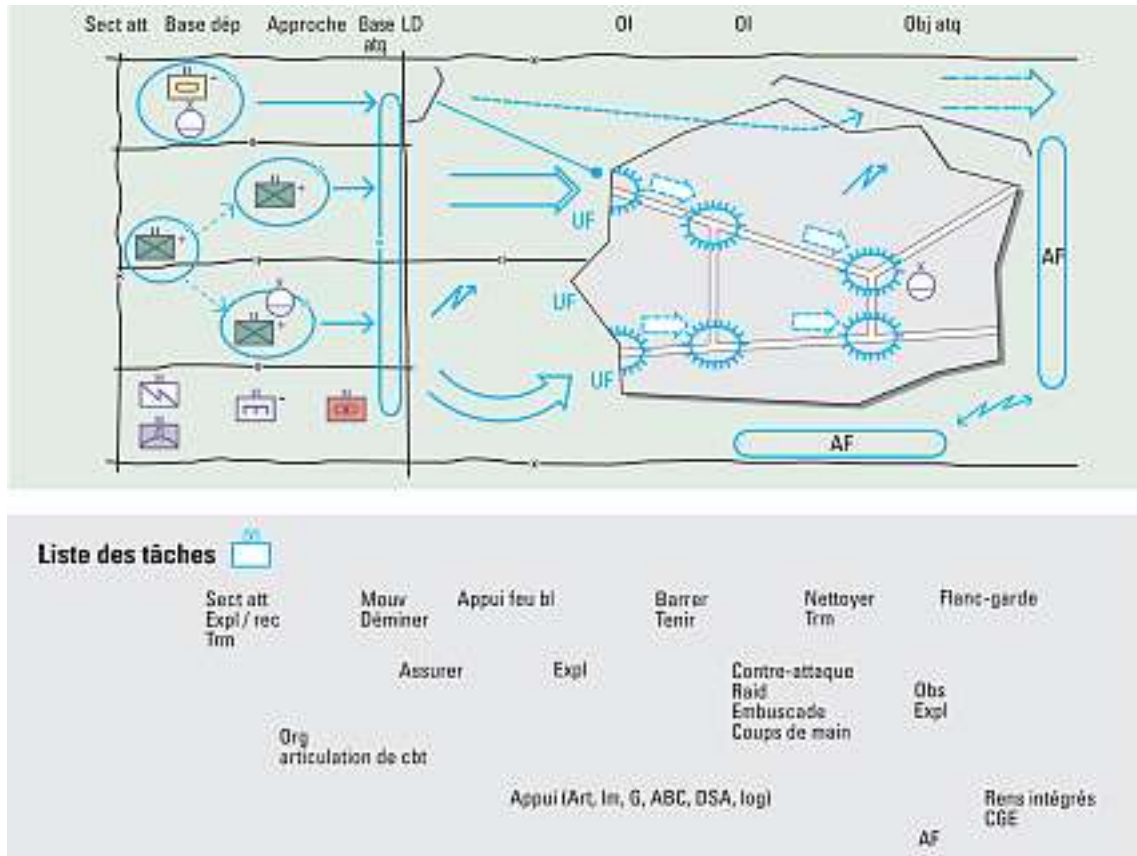 Sect att Base dép Approche Base LD OI OI Obj atq
atq
UF
UF
UF
AF
AF
Liste des tâches
Sect att Mouv Appui feu bl Barrer Nettoyer Flanc-garde
Expl / rec Déminer Tenir Trm
Trm
Assurer Expl Contre-attaque
Raid Obs
Embuscade Expl
Coups de main
Org
articulation de cbt
Appui (Art, lm, G, ABC, DSA, log) Rens intégrés
CGE
AF